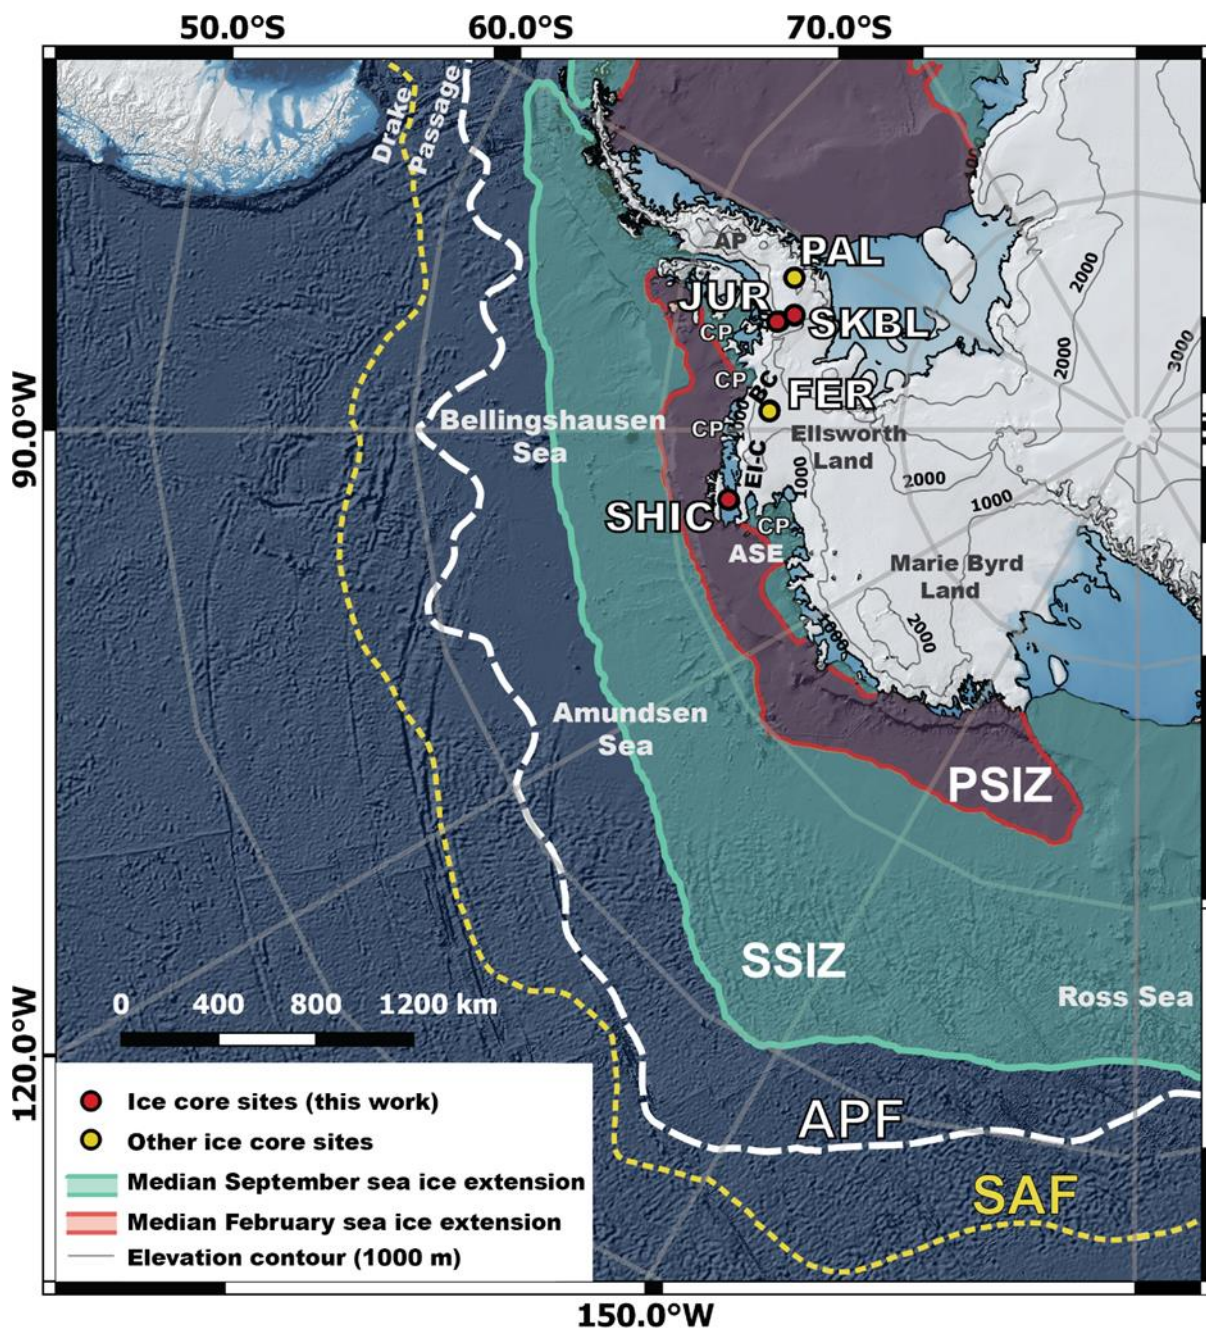 50.0°S 60.0°S 70.0°S
Drake
Passage
AP
PAL
JUR
SKBL
CP
CP
BC
FER
CP
1000
Bellingshausen
Sea
Ellsworth
Land
EI-C
1000
2000
1000
2000
2000
3000
90.0°W
SHIC
CP
ASE
Marie Byrd
Land
2000
1000
Amundsen
Sea
PSIZ
SSIZ
Ross Sea
0 400 800 1200 km
120.0°W
APF
SAF
Ice core sites (this work)
Other ice core sites
Median September sea ice extension
Median February sea ice extension
Elevation contour (1000 m)
150.0°W